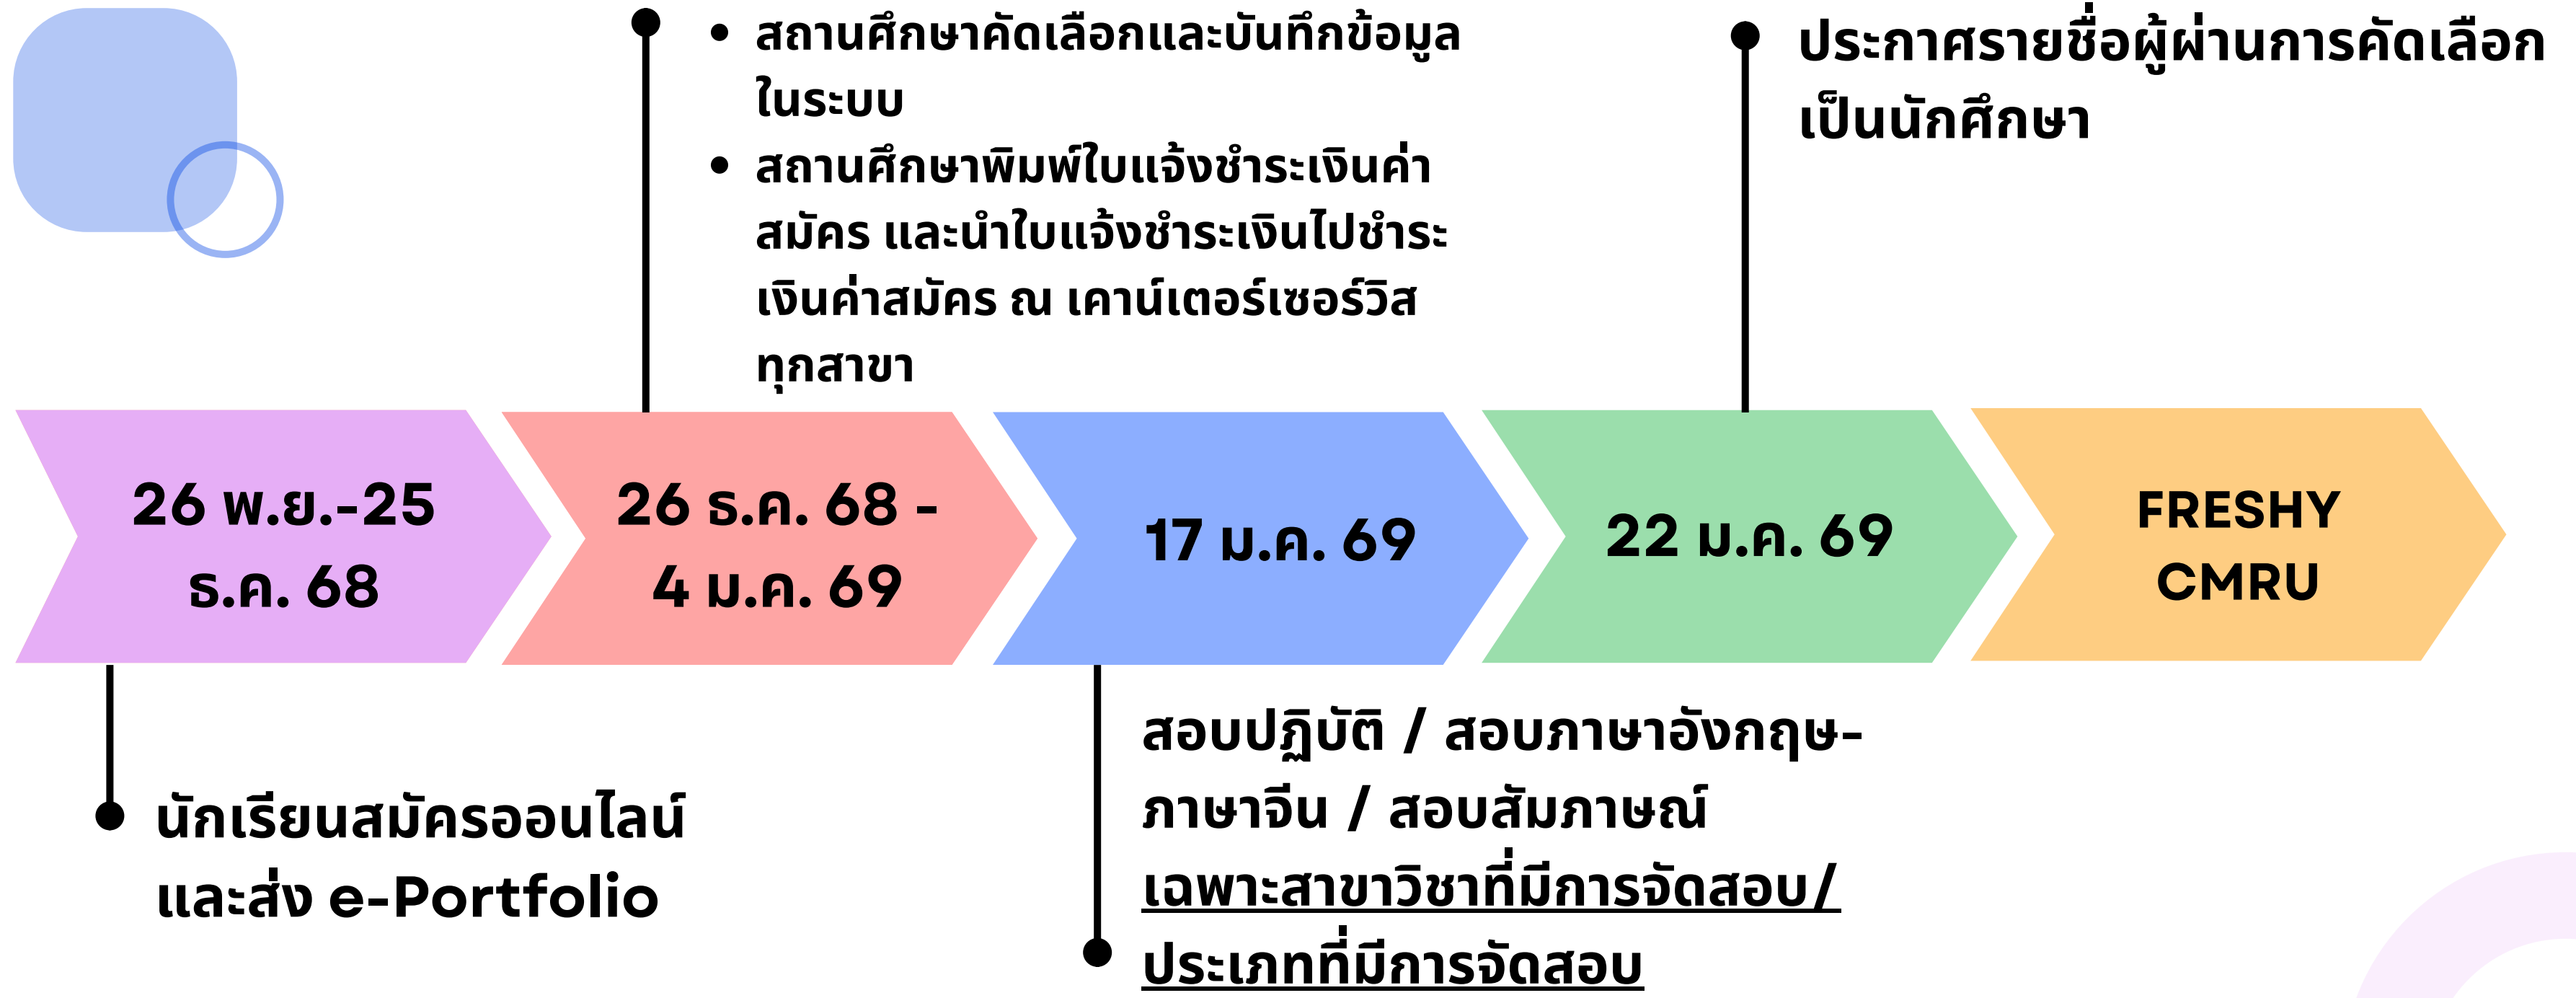 • สถานศึกษาคัดเลือกและบันทึกข้อมูล
ในระบบ
• สถานศึกษาพิมพ์ใบแจ้งชำระเงินค่า
สมัคร และนำใบแจ้งชำระเงินไปชำระ
เงินค่าสมัคร ณ เคาน์เตอร์เซอร์วิส
ทุกสาขา
ประกาศรายชื่อผู้ผ่านการคัดเลือก
เป็นนักศึกษา
26 พ.ย.-25
ธ.ค. 68
26 ธ.ค. 68 -
4 ม.ค. 69
17 ม.ค. 69
22 ม.ค. 69
FRESHY
CMRU
นักเรียนสมัครออนไลน์
และส่ง e-Portfolio
สอบปฏิบัติ / สอบภาษาอังกฤษ-
ภาษาจีน / สอบสัมภาษณ์
เฉพาะสาขาวิชาที่มีการจัดสอบ/
ประเภทที่มีการจัดสอบ